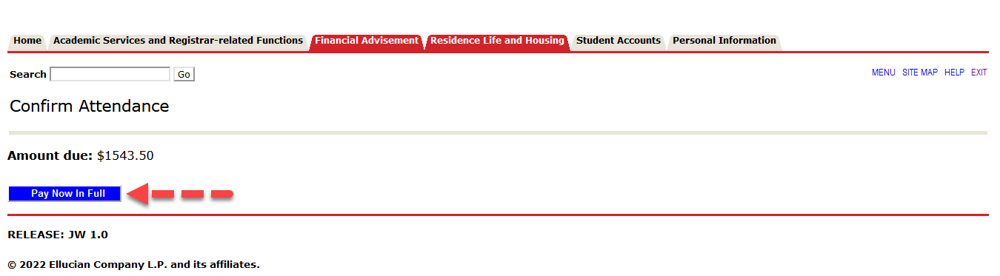 Home Academic Services and Registrar-related Functions Financial Advisement Residence Life and Housing Student Accounts Personal Information
Search Go MENU SITE MAP HELP EXIT
Confirm Attendance
Amount due: $1543.50
Pay Now In Full
RELEASE: JW 1.0
© 2022 Ellucian Company L.P. and its affiliates.